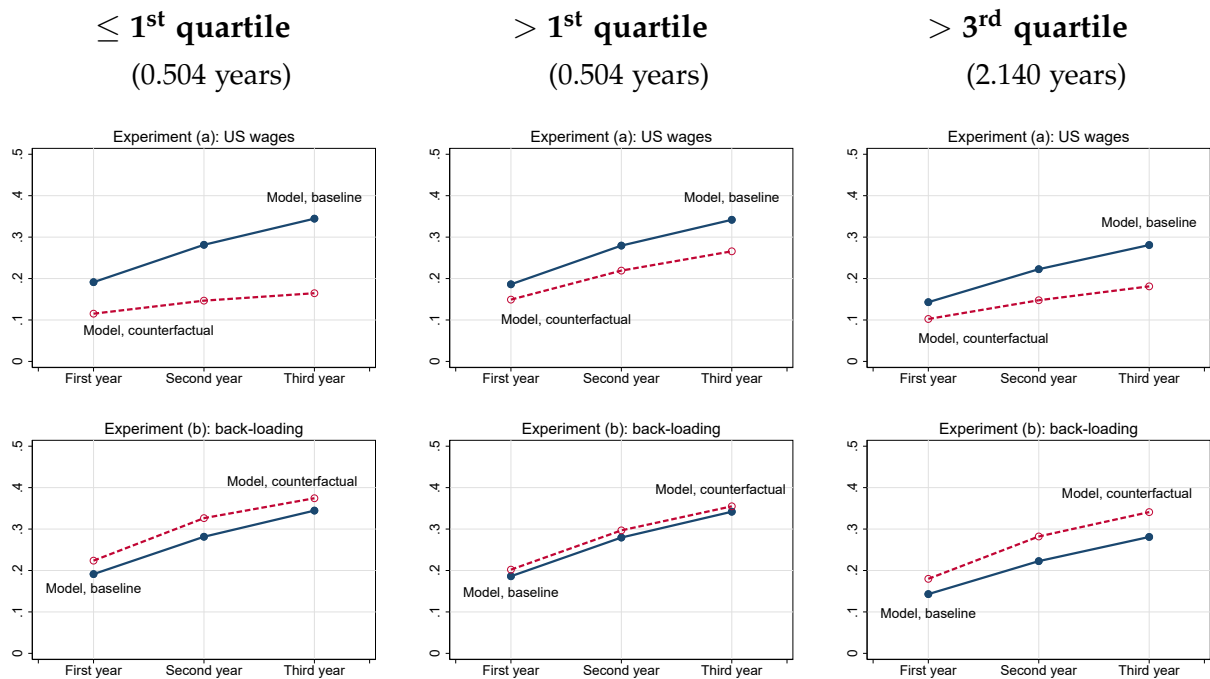 ≤ 1st quartile
(0.504 years)
> 1st quartile
(0.504 years)
> 3rd quartile
(2.140 years)
Experiment (a): US wages
.5
.4
.3
.2
.1
0
Model, baseline
Model, counterfactual
First year
Second year
Third year
Experiment (a): US wages
.5
.4
.3
.2
.1
0
Model, baseline
Model, counterfactual
First year
Second year
Third year
Experiment (a): US wages
.5
.4
.3
.2
.1
0
Model, baseline
Model, counterfactual
First year
Second year
Third year
Experiment (b): back-loading
.5
.4
.3
.2
.1
0
Model, counterfactual
Model, baseline
First year
Second year
Third year
Experiment (b): back-loading
.5
.4
.3
.2
.1
0
Model, counterfactual
Model, baseline
First year
Second year
Third year
Experiment (b): back-loading
.5
.4
.3
.2
.1
0
Model, counterfactual
Model, baseline
First year
Second year
Third year